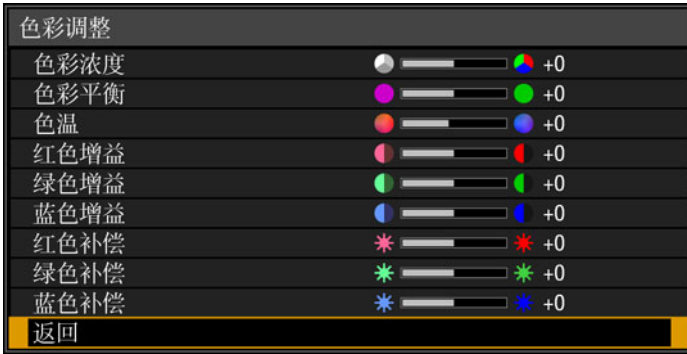 色彩调整
色彩浓度 +0
色彩平衡 +0
色温 +0
红色增益 +0
绿色增益 +0
蓝色增益 +0
红色补偿 +0
绿色补偿 +0
蓝色补偿 +0
返回